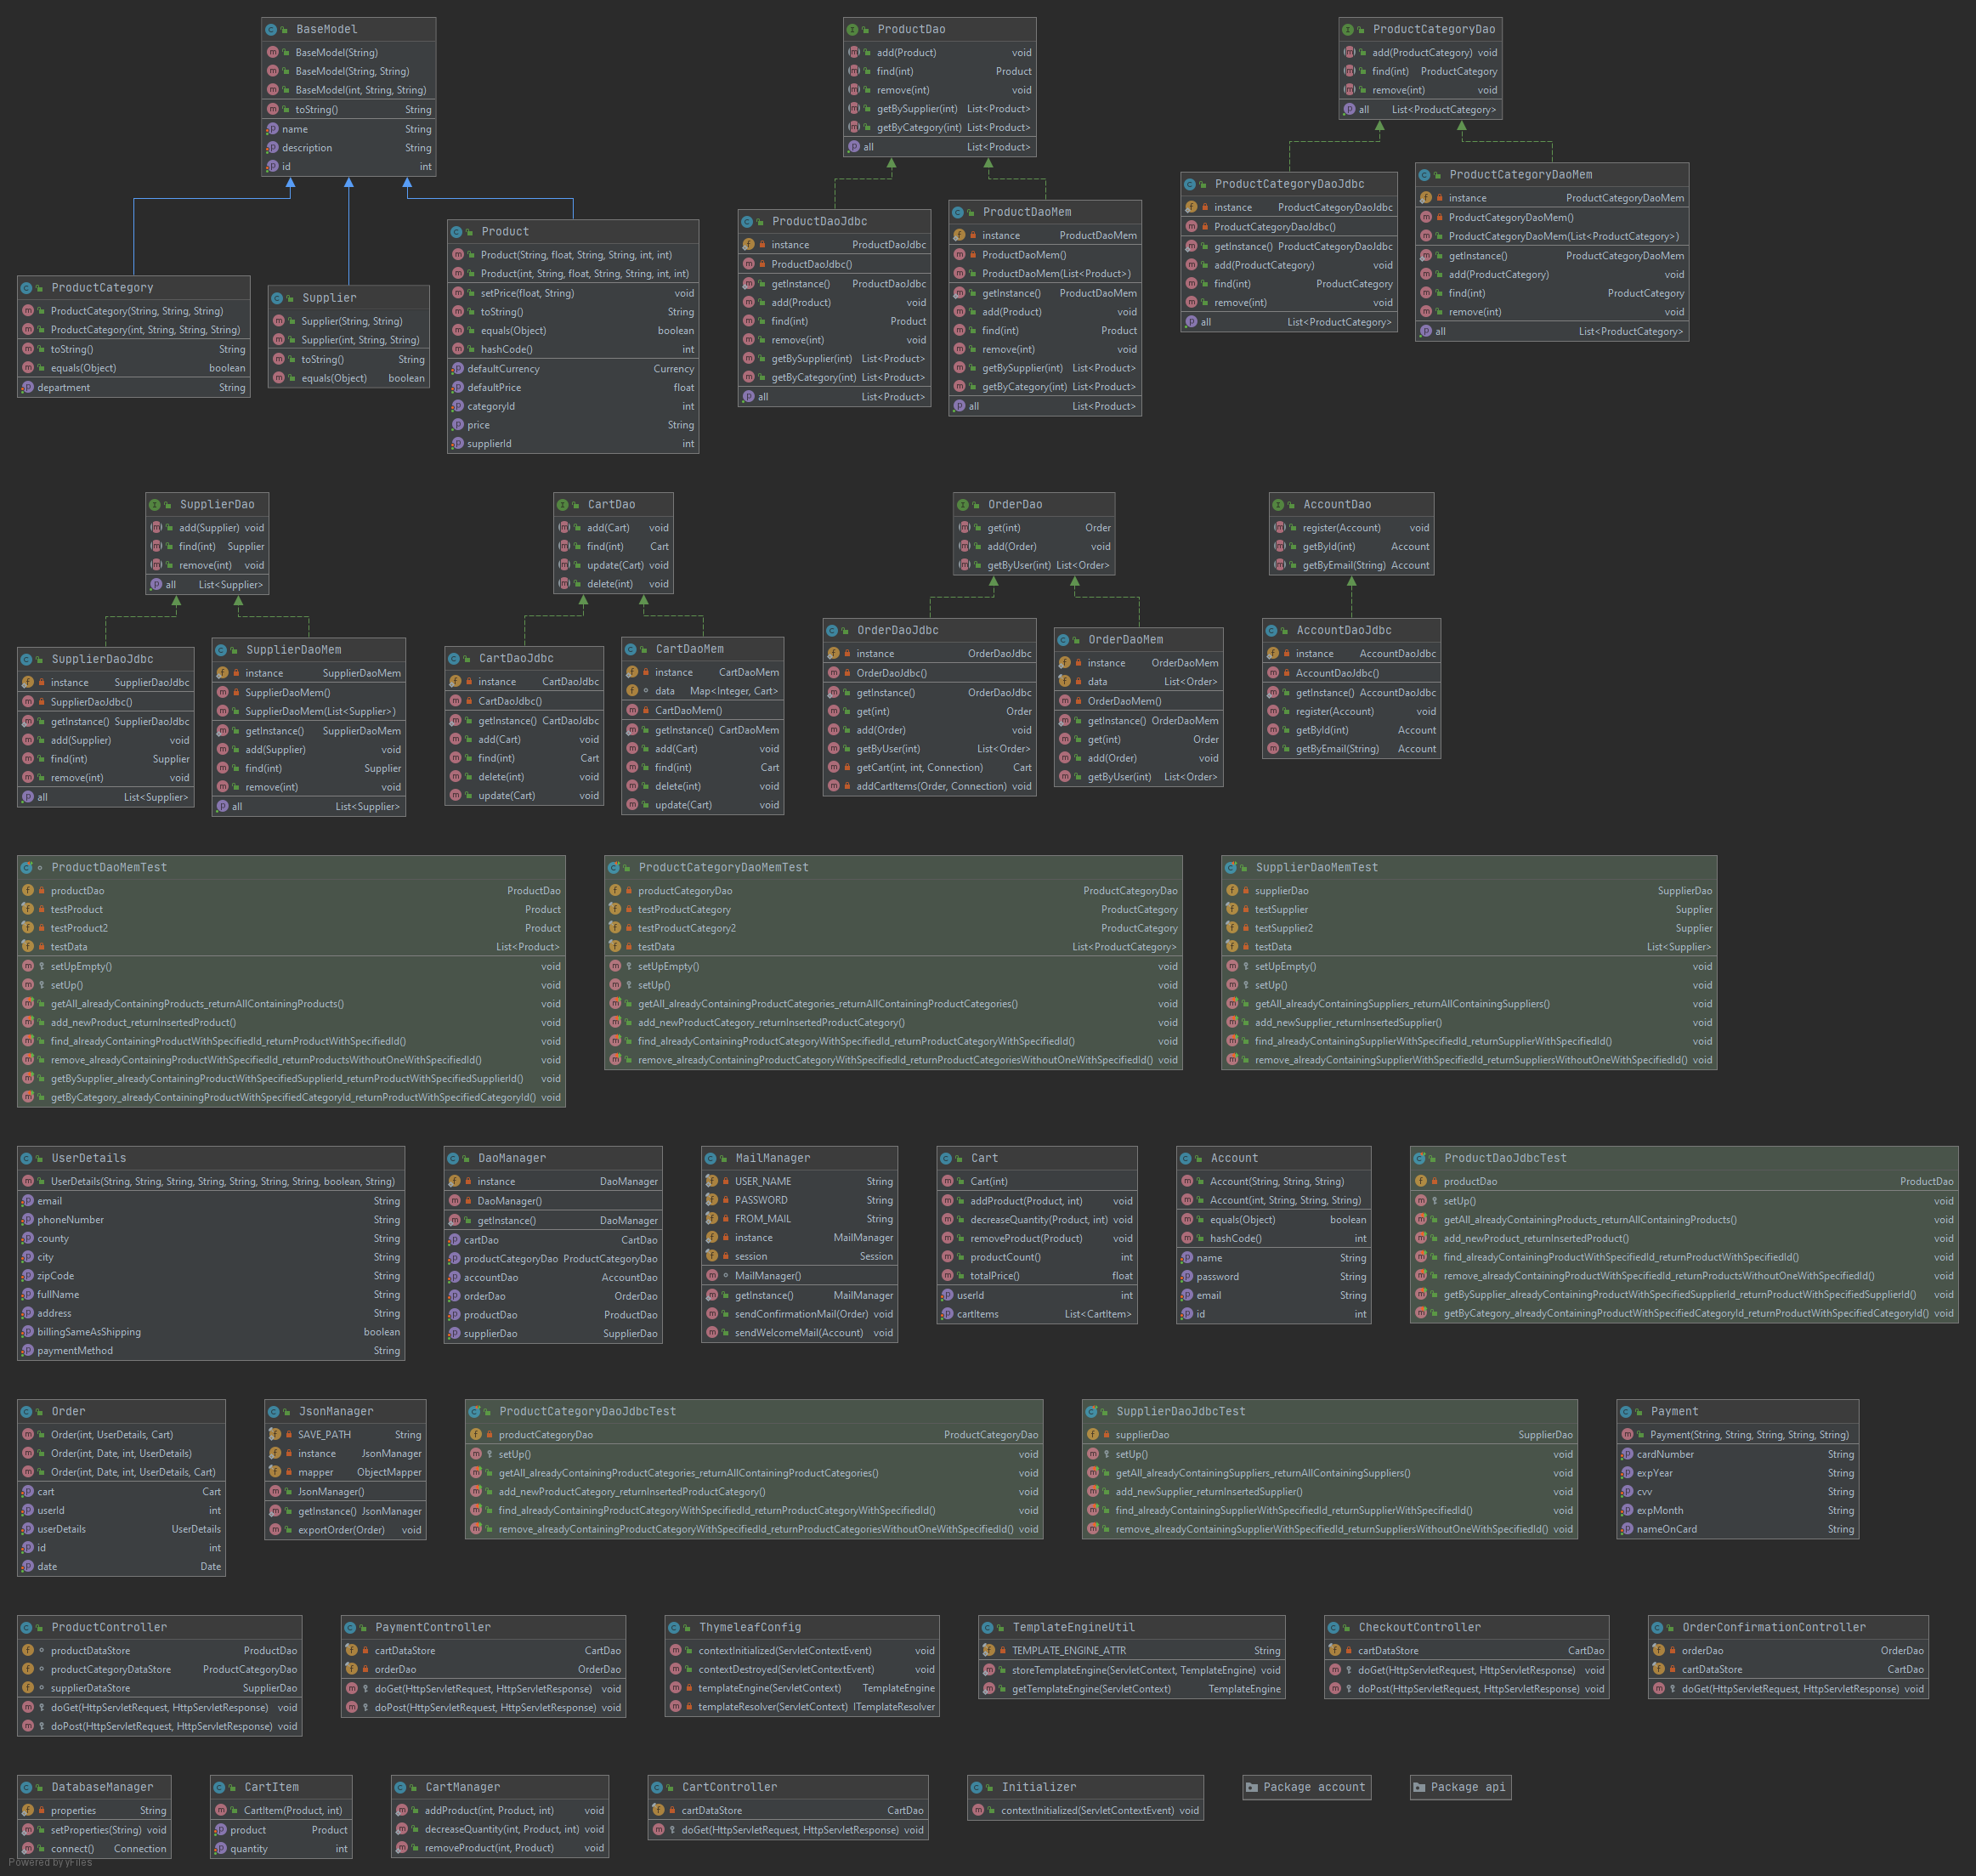 BaseModel
BaseModel(String)
BaseModel(String, String)
BaseModel(int, String, String)
toString() String
name String
description String
id int
ProductDao
add(Product) void
find(int) Product
remove(int) void
getBySupplier(int) List<Product>
getByCategory(int) List<Product>
all List<Product>
ProductCategoryDao
add(ProductCategory) void
find(int) ProductCategory
remove(int) void
all List<ProductCategory>
ProductCategory
ProductCategory(String, String, String)
ProductCategory(int, String, String, String)
toString() String
equals(Object) boolean
department String
Supplier
Supplier(String, String)
Supplier(int, String, String)
toString() String
equals(Object) boolean
Product
Product(String, float, String, String, int, int)
Product(int, String, float, String, String, int, int)
setPrice(float, String) void
toString() String
equals(Object) boolean
hashCode() int
defaultCurrency Currency
defaultPrice float
categoryId int
price String
supplierId int
ProductDaoJdbc
instance ProductDaoJdbc
ProductDaoJdbc()
getInstance() ProductDaoJdbc
add(Product) void
find(int) Product
remove(int) void
getBySupplier(int) List<Product>
getByCategory(int) List<Product>
all List<Product>
ProductDaoMem
instance ProductDaoMem
ProductDaoMem()
ProductDaoMem(List<Product>)
getInstance() ProductDaoMem
add(Product) void
find(int) Product
remove(int) void
getBySupplier(int) List<Product>
getByCategory(int) List<Product>
all List<Product>
ProductCategoryDaoJdbc
instance ProductCategoryDaoJdbc
ProductCategoryDaoJdbc()
getInstance() ProductCategoryDaoJdbc
add(ProductCategory) void
find(int) ProductCategory
remove(int) void
all List<ProductCategory>
ProductCategoryDaoMem
instance ProductCategoryDaoMem
ProductCategoryDaoMem()
ProductCategoryDaoMem(List<ProductCategory>)
getInstance() ProductCategoryDaoMem
add(ProductCategory) void
find(int) ProductCategory
remove(int) void
all List<ProductCategory>
SupplierDao
add(Supplier) void
find(int) Supplier
remove(int) void
all List<Supplier>
CartDao
add(Cart) void
find(int) Cart
update(Cart) void
delete(int) void
OrderDao
get(int) Order
add(Order) void
getByUser(int) List<Order>
AccountDao
register(Account) void
getById(int) Account
getByEmail(String) Account
SupplierDaoJdbc
instance SupplierDaoJdbc
SupplierDaoJdbc()
getInstance() SupplierDaoJdbc
add(Supplier) void
find(int) Supplier
remove(int) void
all List<Supplier>
SupplierDaoMem
instance SupplierDaoMem
SupplierDaoMem()
SupplierDaoMem(List<Supplier>)
getInstance() SupplierDaoMem
add(Supplier) void
find(int) Supplier
remove(int) void
all List<Supplier>
CartDaoJdbc
instance CartDaoJdbc
CartDaoJdbc()
getInstance() CartDaoJdbc
add(Cart) void
find(int) Cart
delete(int) void
update(Cart) void
CartDaoMem
instance CartDaoMem
data Map<Integer, Cart>
CartDaoMem()
getInstance() CartDaoMem
add(Cart) void
find(int) Cart
delete(int) void
update(Cart) void
OrderDaoJdbc
instance OrderDaoJdbc
OrderDaoJdbc()
getInstance() OrderDaoJdbc
get(int) Order
add(Order) void
getByUser(int) List<Order>
getCart(int, int, Connection) Cart
addCartItems(Order, Connection) void
OrderDaoMem
instance OrderDaoMem
data List<Order>
OrderDaoMem()
getInstance() OrderDaoMem
get(int) Order
add(Order) void
getByUser(int) List<Order>
AccountDaoJdbc
instance AccountDaoJdbc
AccountDaoJdbc()
getInstance() AccountDaoJdbc
register(Account) void
getById(int) Account
getByEmail(String) Account
ProductDaoMemTest
productDao ProductDao
testProduct Product
testProduct2 Product
testData List<Product>
setUpEmpty() void
setUp() void
getAll_alreadyContainingProducts_returnAllContainingProducts() void
add_newProduct_returnInsertedProduct() void
find_alreadyContainingProductWithSpecifiedId_returnProductWithSpecifiedId() void
remove_alreadyContainingProductWithSpecifiedId_returnProductsWithoutOneWithSpecifiedId() void
getBySupplier_alreadyContainingProductWithSpecifiedSupplierId_returnProductWithSpecifiedSupplierId() void
getByCategory_alreadyContainingProductWithSpecifiedCategoryId_returnProductWithSpecifiedCategoryId() void
ProductCategoryDaoMemTest
productCategoryDao ProductCategoryDao
testProductCategory ProductCategory
testProductCategory2 ProductCategory
testData List<ProductCategory>
setUpEmpty() void
setUp() void
getAll_alreadyContainingProductCategories_returnAllContainingProductCategories() void
add_newProductCategory_returnInsertedProductCategory() void
find_alreadyContainingProductCategoryWithSpecifiedId_returnProductCategoryWithSpecifiedId() void
remove_alreadyContainingProductCategoryWithSpecifiedId_returnProductCategoriesWithoutOneWithSpecifiedId() void
SupplierDaoMemTest
supplierDao SupplierDao
testSupplier Supplier
testSupplier2 Supplier
testData List<Supplier>
setUpEmpty() void
setUp() void
getAll_alreadyContainingSuppliers_returnAllContainingSuppliers() void
add_newSupplier_returnInsertedSupplier() void
find_alreadyContainingSupplierWithSpecifiedId_returnSupplierWithSpecifiedId() void
remove_alreadyContainingSupplierWithSpecifiedId_returnSuppliersWithoutOneWithSpecifiedId() void
UserDetails
UserDetails(String, String, String, String, String, String, boolean, String)
email String
phoneNumber String
county String
city String
zipCode String
fullName String
address String
billingSameAsShipping boolean
paymentMethod String
DaoManager
instance DaoManager
DaoManager()
getInstance() DaoManager
cartDao CartDao
productCategoryDao ProductCategoryDao
accountDao AccountDao
orderDao OrderDao
productDao ProductDao
supplierDao SupplierDao
MailManager
USER_NAME String
PASSWORD String
FROM_MAIL String
instance MailManager
session Session
MailManager()
getInstance() MailManager
sendConfirmationMail(Order) void
sendWelcomeMail(Account) void
Cart
Cart(int)
addProduct(Product, int) void
decreaseQuantity(Product, int) void
removeProduct(Product) void
productCount() int
totalPrice() float
userId int
cartItems List<CartItem>
Account
Account(String, String, String)
Account(int, String, String, String)
equals(Object) boolean
hashCode() int
name String
password String
email String
id int
ProductDaoJdbcTest
productDao ProductDao
setUp() void
getAll_alreadyContainingProducts_returnAllContainingProducts() void
add_newProduct_returnInsertedProduct() void
find_alreadyContainingProductWithSpecifiedId_returnProductWithSpecifiedId() void
remove_alreadyContainingProductWithSpecifiedId_returnProductsWithoutOneWithSpecifiedId() void
getBySupplier_alreadyContainingProductWithSpecifiedSupplierId_returnProductWithSpecifiedSupplierId() void
getByCategory_alreadyContainingProductWithSpecifiedCategoryId_returnProductWithSpecifiedCategoryId() void
Order
Order(int, UserDetails, Cart)
Order(int, Date, int, UserDetails)
Order(int, Date, int, UserDetails, Cart)
cart Cart
userId int
userDetails UserDetails
id int
date Date
JsonManager
SAVE_PATH String
instance JsonManager
mapper ObjectMapper
JsonManager()
getInstance() JsonManager
exportOrder(Order) void
ProductCategoryDaoJdbcTest
productCategoryDao ProductCategoryDao
setUp() void
getAll_alreadyContainingProductCategories_returnAllContainingProductCategories() void
add_newProductCategory_returnInsertedProductCategory() void
find_alreadyContainingProductCategoryWithSpecifiedId_returnProductCategoryWithSpecifiedId() void
remove_alreadyContainingProductCategoryWithSpecifiedId_returnProductCategoriesWithoutOneWithSpecifiedId() void
SupplierDaoJdbcTest
supplierDao SupplierDao
setUp() void
getAll_alreadyContainingSuppliers_returnAllContainingSuppliers() void
add_newSupplier_returnInsertedSupplier() void
find_alreadyContainingSupplierWithSpecifiedId_returnSupplierWithSpecifiedId() void
remove_alreadyContainingSupplierWithSpecifiedId_returnSuppliersWithoutOneWithSpecifiedId() void
Payment
Payment(String, String, String, String, String)
cardNumber String
expYear String
cvv String
expMonth String
nameOnCard String
ProductController
productDataStore ProductDao
productCategoryDataStore ProductCategoryDao
supplierDataStore SupplierDao
doGet(HttpServletRequest, HttpServletResponse) void
doPost(HttpServletRequest, HttpServletResponse) void
PaymentController
cartDataStore CartDao
orderDao OrderDao
doGet(HttpServletRequest, HttpServletResponse) void
doPost(HttpServletRequest, HttpServletResponse) void
ThymeleafConfig
contextInitialized(ServletContextEvent) void
contextDestroyed(ServletContextEvent) void
templateEngine(ServletContext) TemplateEngine
templateResolver(ServletContext) ITemplateResolver
TemplateEngineUtil
TEMPLATE_ENGINE_ATTR String
storeTemplateEngine(ServletContext, TemplateEngine) void
getTemplateEngine(ServletContext) TemplateEngine
CheckoutController
cartDataStore CartDao
doGet(HttpServletRequest, HttpServletResponse) void
doPost(HttpServletRequest, HttpServletResponse) void
OrderConfirmationController
orderDao OrderDao
cartDataStore CartDao
doGet(HttpServletRequest, HttpServletResponse) void
DatabaseManager
properties String
setProperties(String) void
connect() Connection
CartItem
CartItem(Product, int)
product Product
quantity int
CartManager
addProduct(int, Product, int) void
decreaseQuantity(int, Product, int) void
removeProduct(int, Product) void
CartController
cartDataStore CartDao
doGet(HttpServletRequest, HttpServletResponse) void
Initializer
contextInitialized(ServletContextEvent) void
Package account
Package api
Powered by yFiles